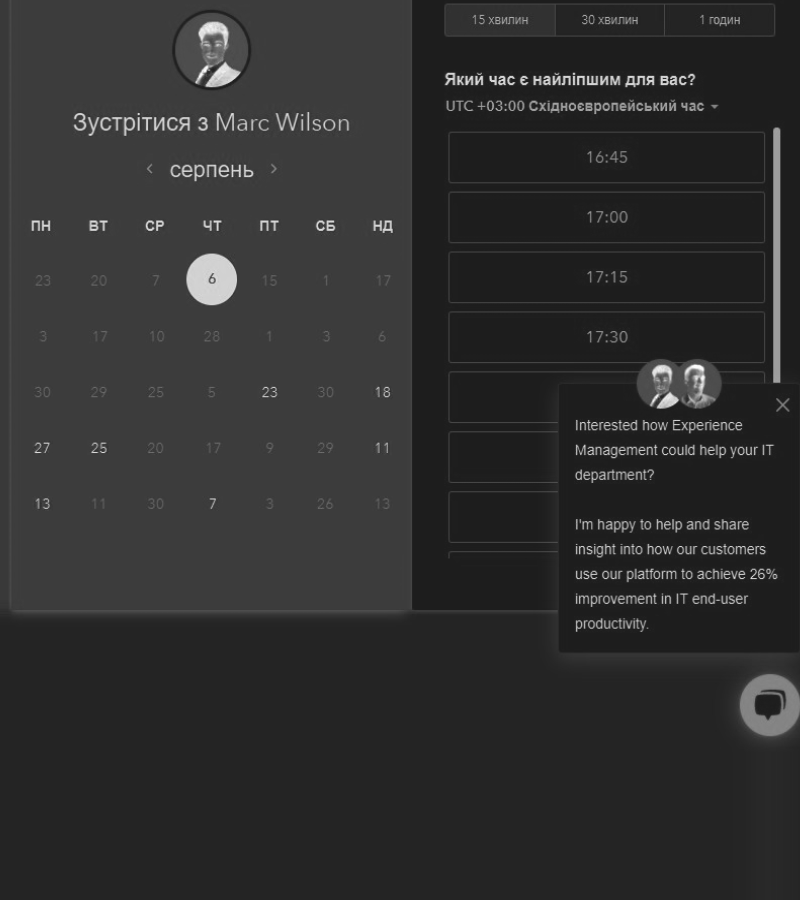 Зустрітися з Marc Wilson
серпень
ПН ВТ СР ЧТ ПТ СБ НД
23 20 7 6 15 1 17
3 17 10 28 1 3 6
30 29 25 5 23 30 18
27 25 20 17 9 29 11
13 11 30 7 3 26 13
15 хвилин 30 хвилин 1 годин
Який час є найліпшим для вас?
UTC +03:00 Східноєвропейський час
16:45
17:00
17:15
17:30
Interested how Experience
Management could help your IT
department?
I'm happy to help and share
insight into how our customers
use our platform to achieve 26%
improvement in IT end-user
productivity.